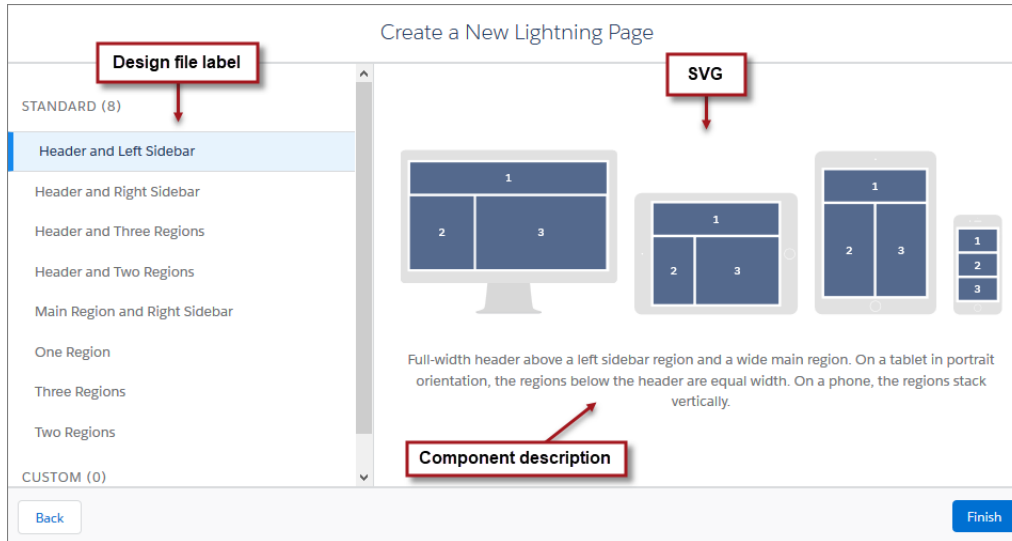 Create a New Lightning Page
Design file label
SVG
STANDARD (8)
Header and Left Sidebar
Header and Right Sidebar
Header and Three Regions
Header and Two Regions
Main Region and Right Sidebar
One Region
Three Regions
Two Regions
CUSTOM (0)
1
2 3
1
2 3
1
2 3
1
2
3
Full-width header above a left sidebar region and a wide main region. On a tablet in portrait
orientation, the regions below the header are equal width. On a phone, the regions stack
vertically.
Component description
Back
Finish